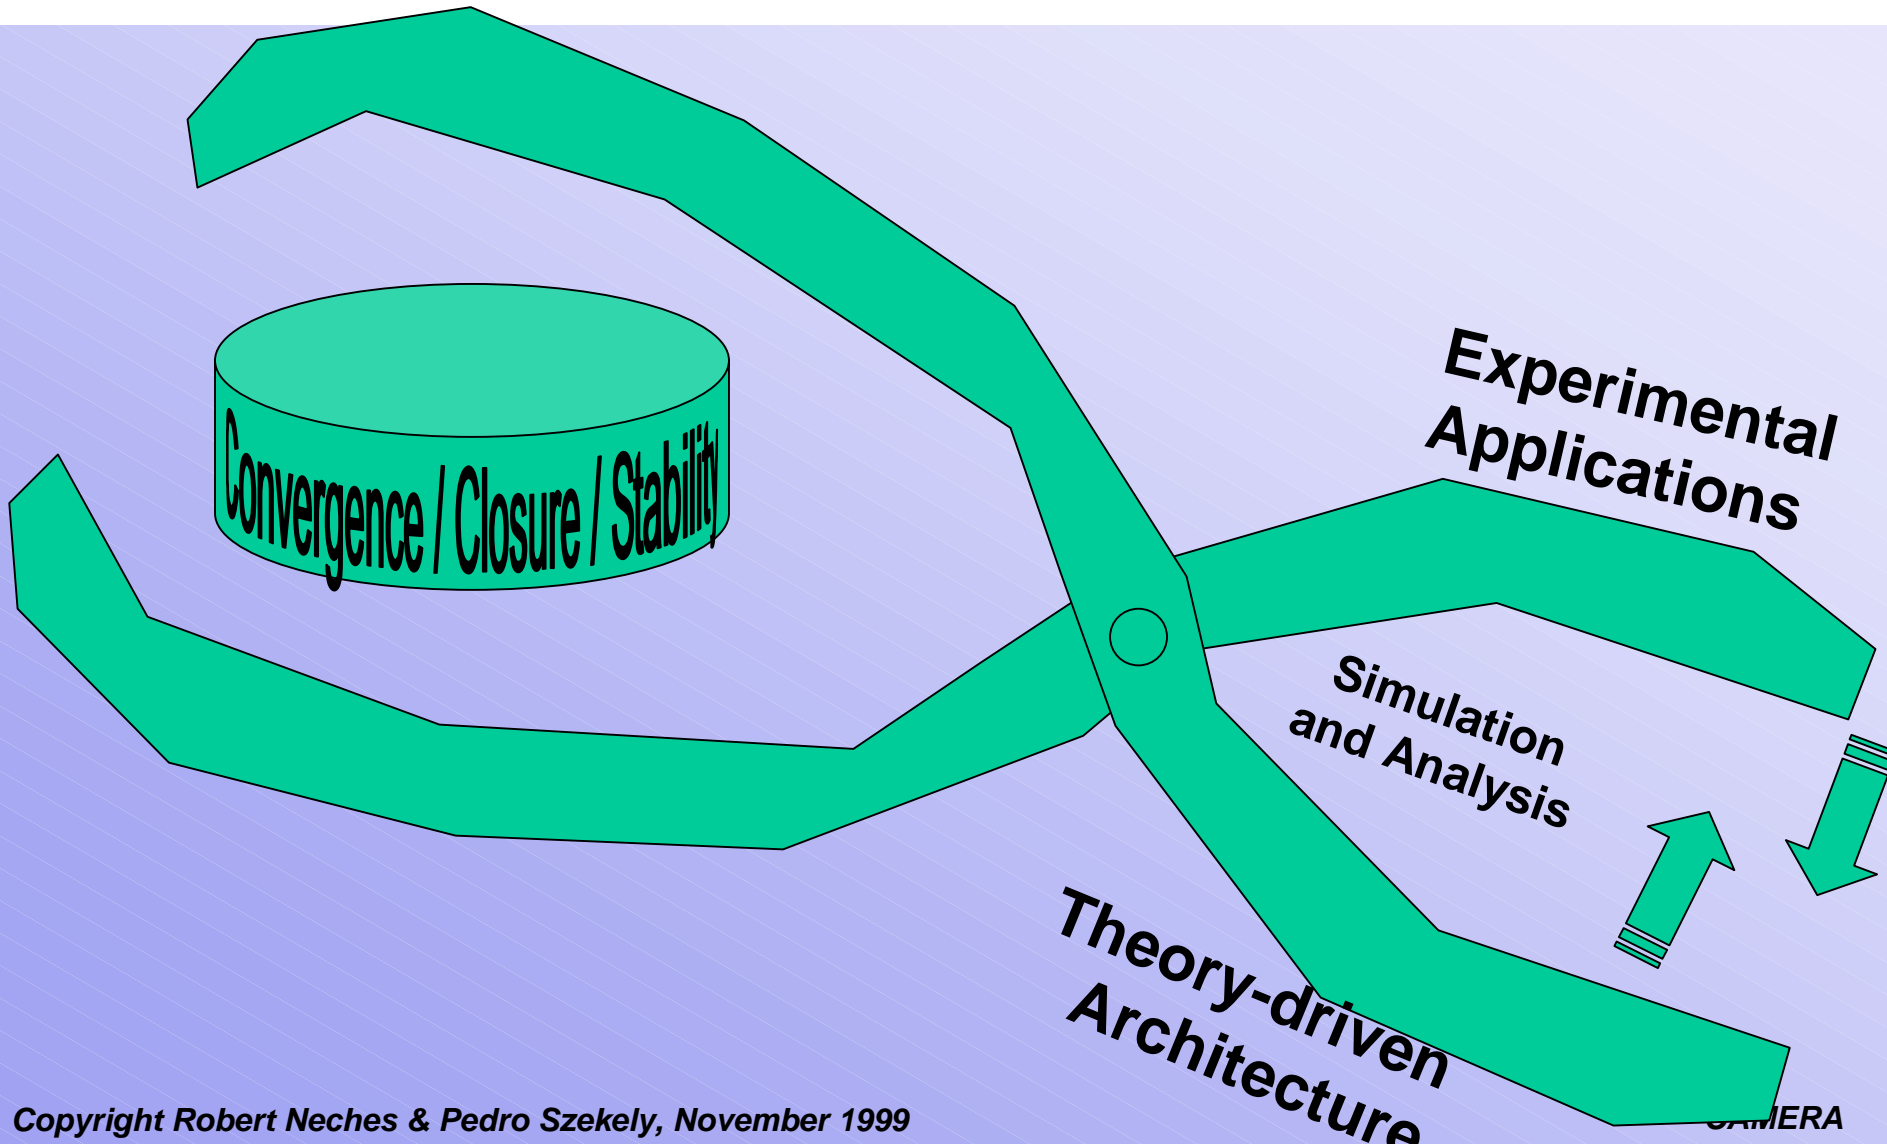 Experimental
Applications
Convergence / Closure / Stability
Simulation
and Analysis
Theory-driven
Architecture
Copyright Robert Neches & Pedro Szekely, November 1999